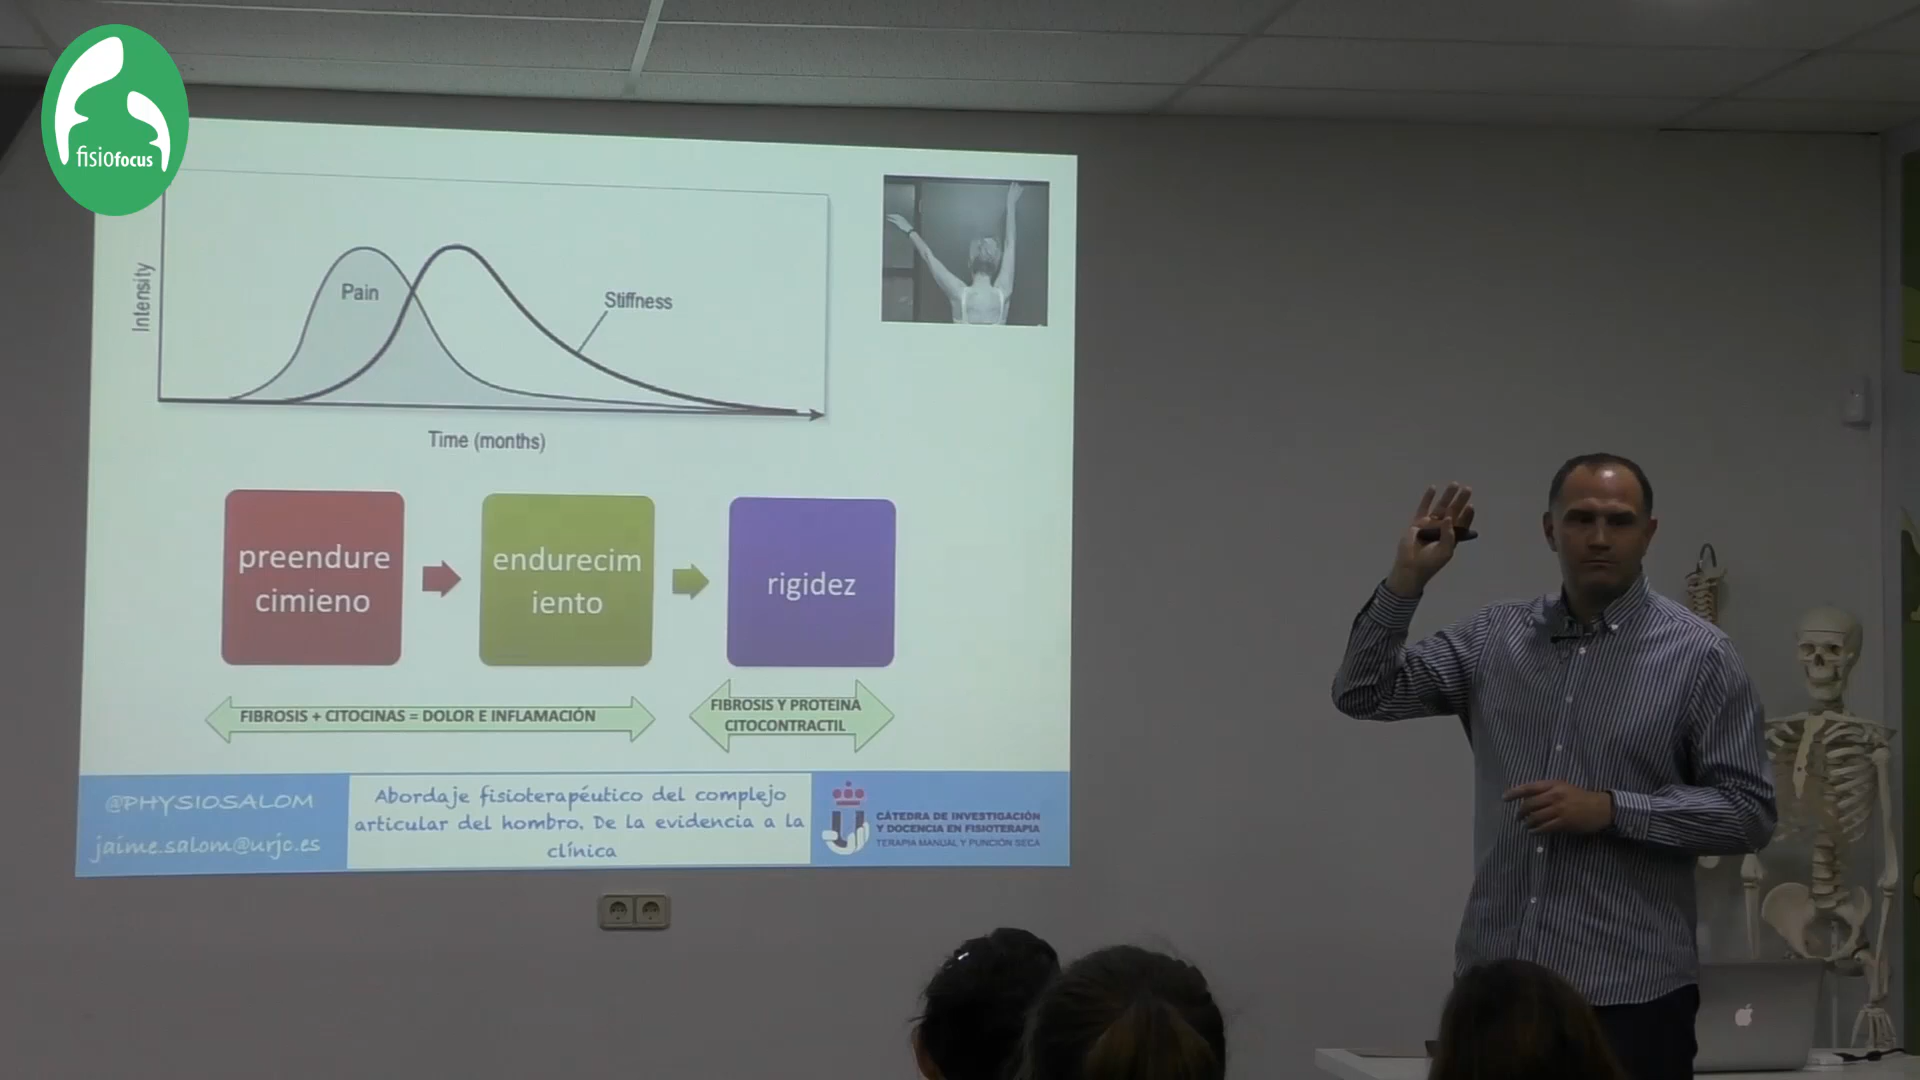 fisiofocus
Intensity
Pain
Stiffness
Time (months)
preendure
cimieno
endurecim
iento
rigidez
FIBROSIS + CITOCINAS = DOLOR E INFLAMACIÓN
FIBROSIS Y PROTEINA
CITOCONTRACTIL
@PHYSIOSALOM
jaime.salom@urjc.es
Abordaje fisioterapéutico del complejo
articular del hombro. De la evidencia a la
clínica
CÁTEDRA DE INVESTIGACIÓN
Y DOCENCIA EN FISIOTERAPIA
TERAPIA MANUAL Y PUNCIÓN SECA